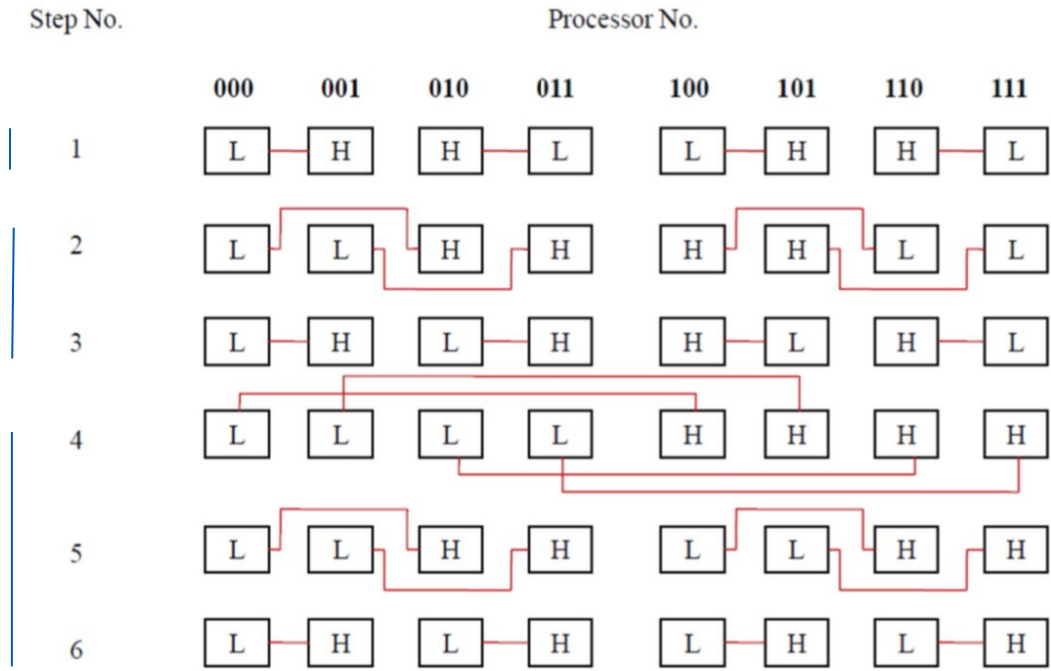 Step No. Processor No.
000 001 010 011 100 101 110 111
1 L H H L L H H L
2 L L H H H H L L
3 L H L H H L H L
4 L L L L H H H H
5 L L H H L L H H
6 L H L H L H L H